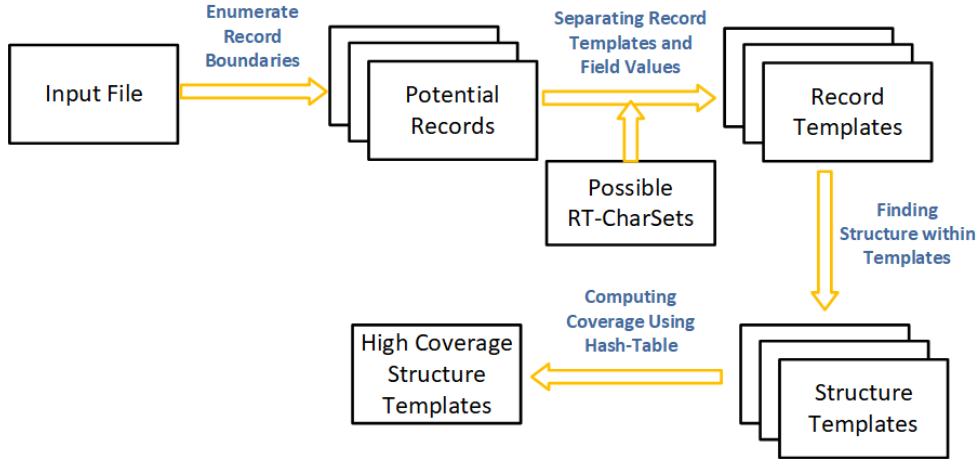 Enumerate
Record
Boundaries
Separating Record
Templates and
Field Values
Input File
Potential
Records
Record
Templates
Possible
RT-CharSets
Finding
Structure within
Templates
Computing
Coverage Using
Hash-Table
High Coverage
Structure
Templates
Structure
Templates